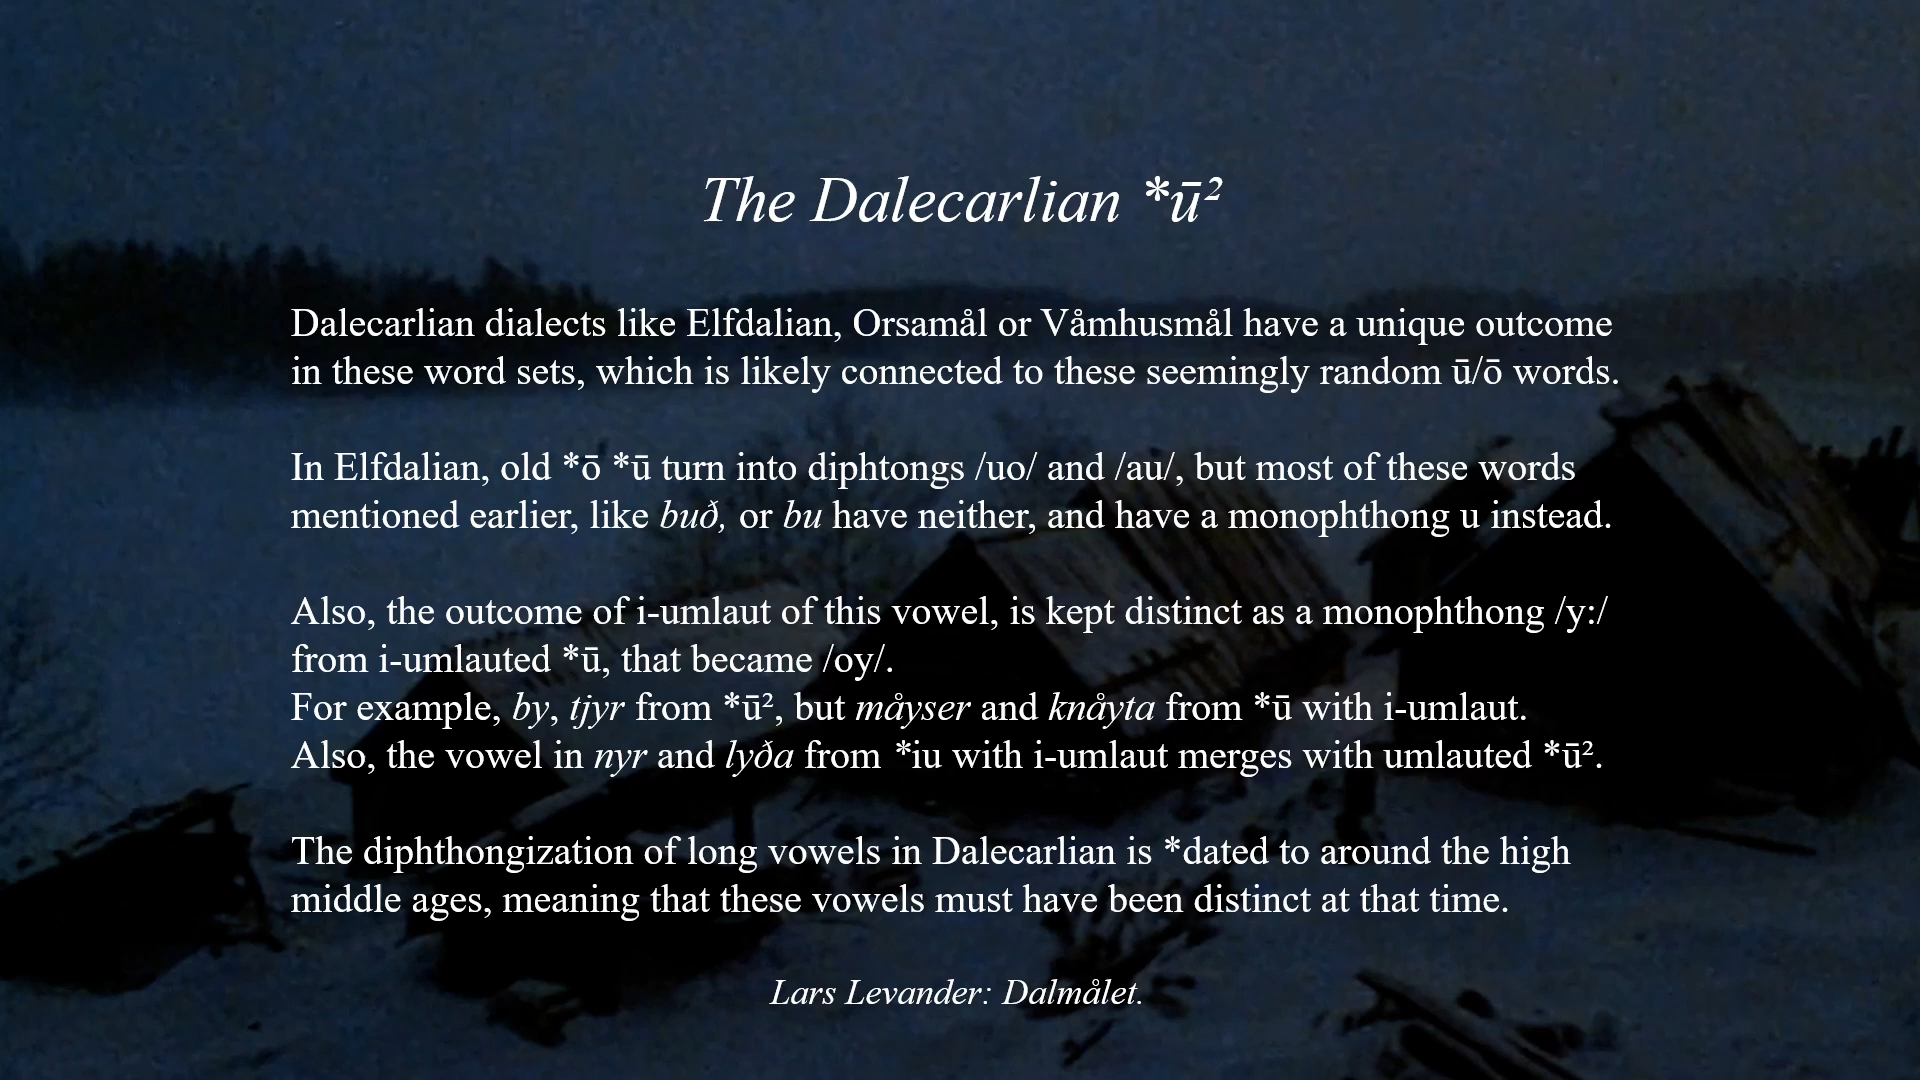 The Dalecarlian *ū²
Dalecarlian dialects like Elfdalian, Orsamål or Våmhusmål have a unique outcome
in these word sets, which is likely connected to these seemingly random ū/ō words.
In Elfdalian, old *ō *ū turn into diphtongs /uo/ and /au/, but most of these words
mentioned earlier, like buð, or bu have neither, and have a monophthong u instead.
Also, the outcome of i-umlaut of this vowel, is kept distinct as a monophthong /y:/
from i-umlauted *ū, that became /oy/.
For example, by, tjyr from *ū², but måyser and knåyta from *ū with i-umlaut.
Also, the vowel in nyr and lyða from *iu with i-umlaut merges with umlauted *ū².
The diphthongization of long vowels in Dalecarlian is *dated to around the high
middle ages, meaning that these vowels must have been distinct at that time.
Lars Levander: Dalmålet.